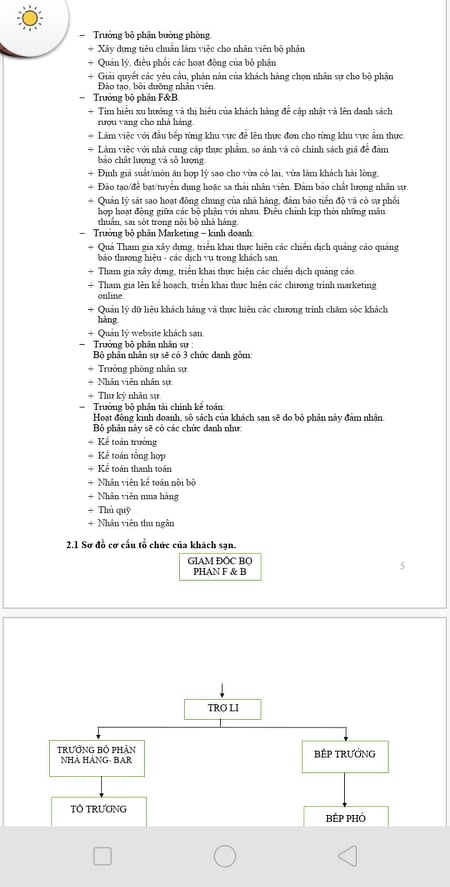 – Trưởng bộ phận buồng phòng.
+ Xây dựng tiêu chuẩn làm việc cho nhân viên bộ phận
+ Quản lý, điều phối các hoạt động của bộ phận
+ Giải quyết các yêu cầu, phàn nàn của khách hàng chọn nhân sự cho bộ phận
Đào tạo, bồi dưỡng nhân viên.
– Trưởng bộ phận F&B.
+ Tìm hiểu xu hướng và thị hiếu của khách hàng để cập nhật và lên danh sách
rượu vang cho nhà hàng.
+ Làm việc với đầu bếp từng khu vực để lên thực đơn cho từng khu vực ẩm thực.
+ Làm việc với nhà cung cấp thực phẩm, so ánh và có chính sách giá để đảm
bảo chất lượng và số lượng.
+ Định giá suất/món ăn hợp lý sao cho vừa có lại, vừa làm khách hài lòng,
+ Đào tạo/đề bạt/tuyển dụng hoặc sa thải nhân viên. Đảm bảo chất lượng nhân sự.
+ Quản lý sát sao hoạt động chung của nhà hàng, đảm bảo tiến độ và có sự phối
hợp hoạt động giữa các bộ phận với nhau. Điều chỉnh kịp thời những mâu
thuẫn, sai sót trong nội bộ nhà hàng.
– Trưởng bộ phận Marketing – kinh doanh:
+ Quả Tham gia xây dựng, triển khai thực hiện các chiến dịch quảng cáo quảng
báo thương hiệu - các dịch vụ trong khách sạn.
+ Tham gia xây dựng, triển khai thực hiện các chiến dịch quảng cáo.
+ Tham gia lên kế hoạch, triển khai thực hiện các chương trình marketing
online.
+ Quản lý dữ liệu khách hàng và thực hiện các chương trình chăm sóc khách
hàng.
+ Quản lý website khách sạn.
– Trưởng bộ phận nhân sự :
Bộ phận nhân sự sẽ có 3 chức danh gồm:
+ Trưởng phòng nhân sự.
+ Nhân viên nhân sự.
+ Thư ký nhân sự.
– Trưởng bộ phận tài chính kế toán:
Hoạt động kinh doanh, sổ sách của khách sạn sẽ do bộ phận này đảm nhận.
Bộ phận này sẽ có các chức danh như:
+ Kế toán trưởng
+ Kế toán tổng hợp
+ Kế toán thanh toán
+ Nhân viên kế toán nội bộ
+ Nhân viên mua hàng
+ Thủ quỹ
+ Nhân viên thu ngân
2.1 Sơ đồ cơ cấu tổ chức của khách sạn.
GIÁM ĐỐC BỘ
PHẬN F & B
5
TRỢ LÍ
TRƯỞNG BỘ PHẬN
NHÀ HÀNG- BAR
BẾP TRƯỞNG
TỔ TRƯỞNG
BẾP PHÓ